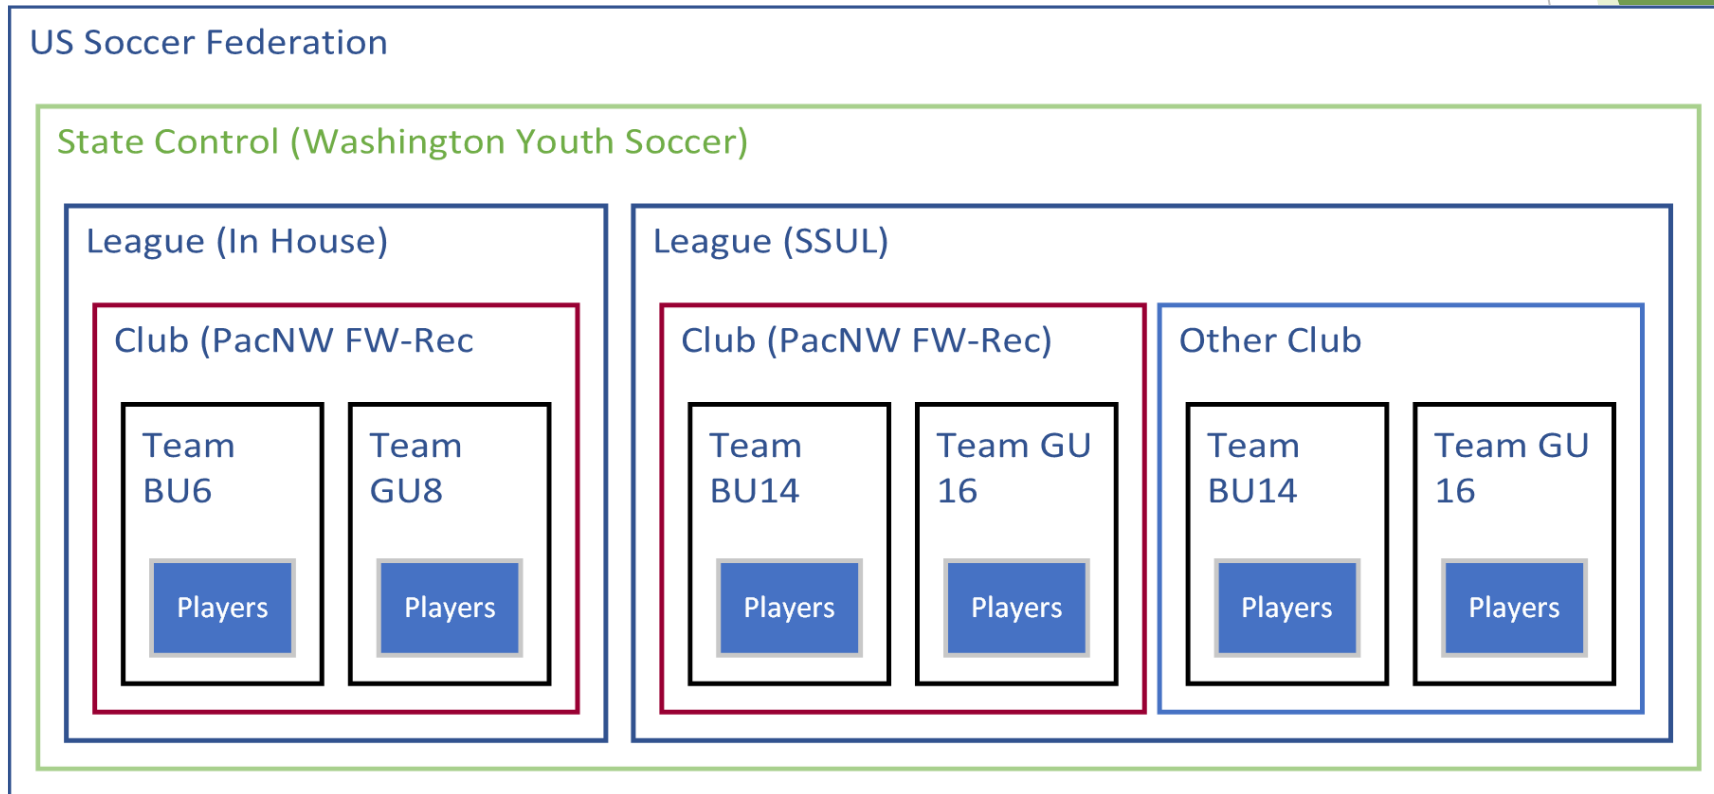 US Soccer Federation
State Control (Washington Youth Soccer)
League (In House)
League (SSUL)
Club (PacNW FW-Rec
Club (PacNW FW-Rec)
Other Club
Team
BU6
Team
GU8
Team
BU14
Team GU
16
Team
BU14
Team GU
16
Players
Players
Players
Players
Players
Players